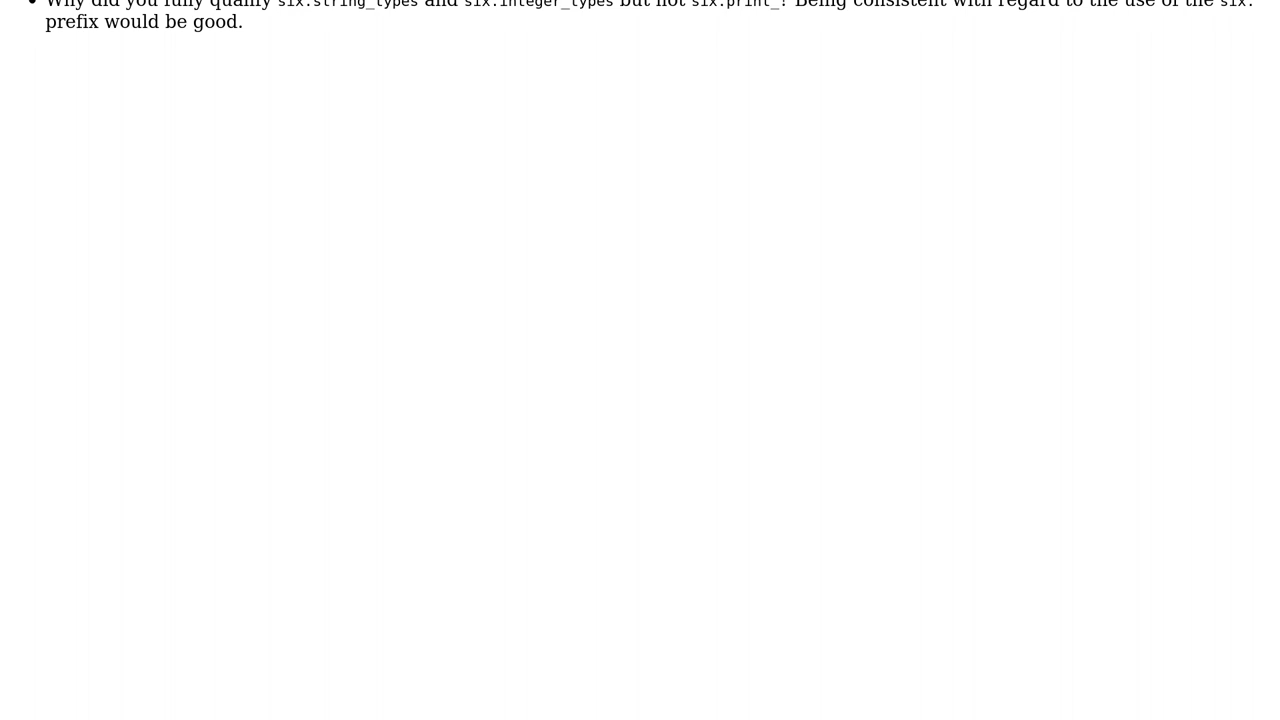 • Why did you fully qualify six.string_types and six.integer_types but not six.print_? Being consistent with regard to the use of the six.
prefix would be good.